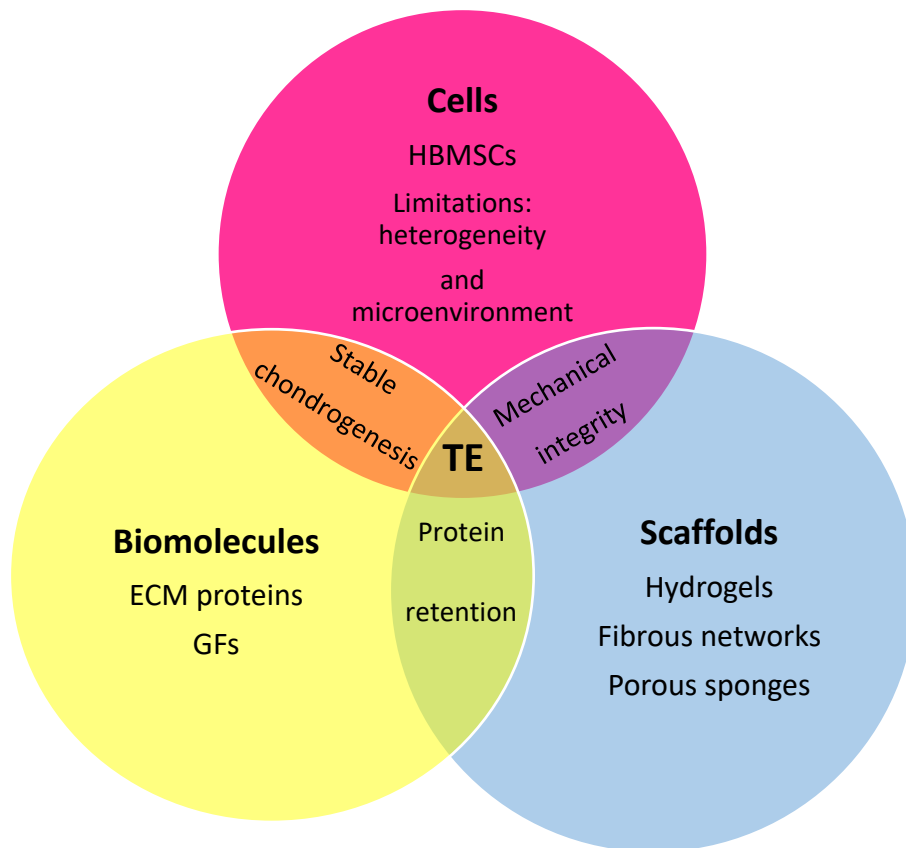 Cells
HBMSCs
Limitations:
heterogeneity
and
microenvironment
Stable
chondrogenesis
Mechanical
integrity
TE
Protein
retention
Biomolecules
ECM proteins
GFs
Scaffolds
Hydrogels
Fibrous networks
Porous sponges